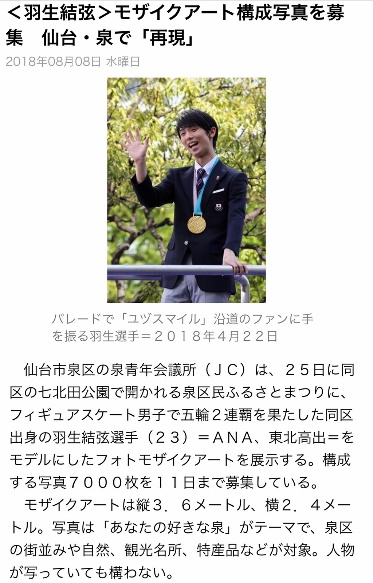 ＜羽生結弦＞モザイクアート構成写真を募
集　仙台・泉で「再現」
2018年08月08日 水曜日
パレードで「ユヅスマイル」沿道のファンに手
を振る羽生選手＝２０１８年４月２２日
　仙台市泉区の泉青年会議所（ＪＣ）は、２５日に同
区の七北田公園で開かれる泉区民ふるさとまつりに、
フィギュアスケート男子で五輪２連覇を果たした同区
出身の羽生結弦選手（２３）＝ＡＮＡ、東北高出＝を
モデルにしたフォトモザイクアートを展示する。構成
する写真７０００枚を１１日まで募集している。
　モザイクアートは縦３．６メートル、横２．４メー
トル。写真は「あなたの好きな泉」がテーマで、泉区
の街並みや自然、観光名所、特産品などが対象。人物
が写っていても構わない。